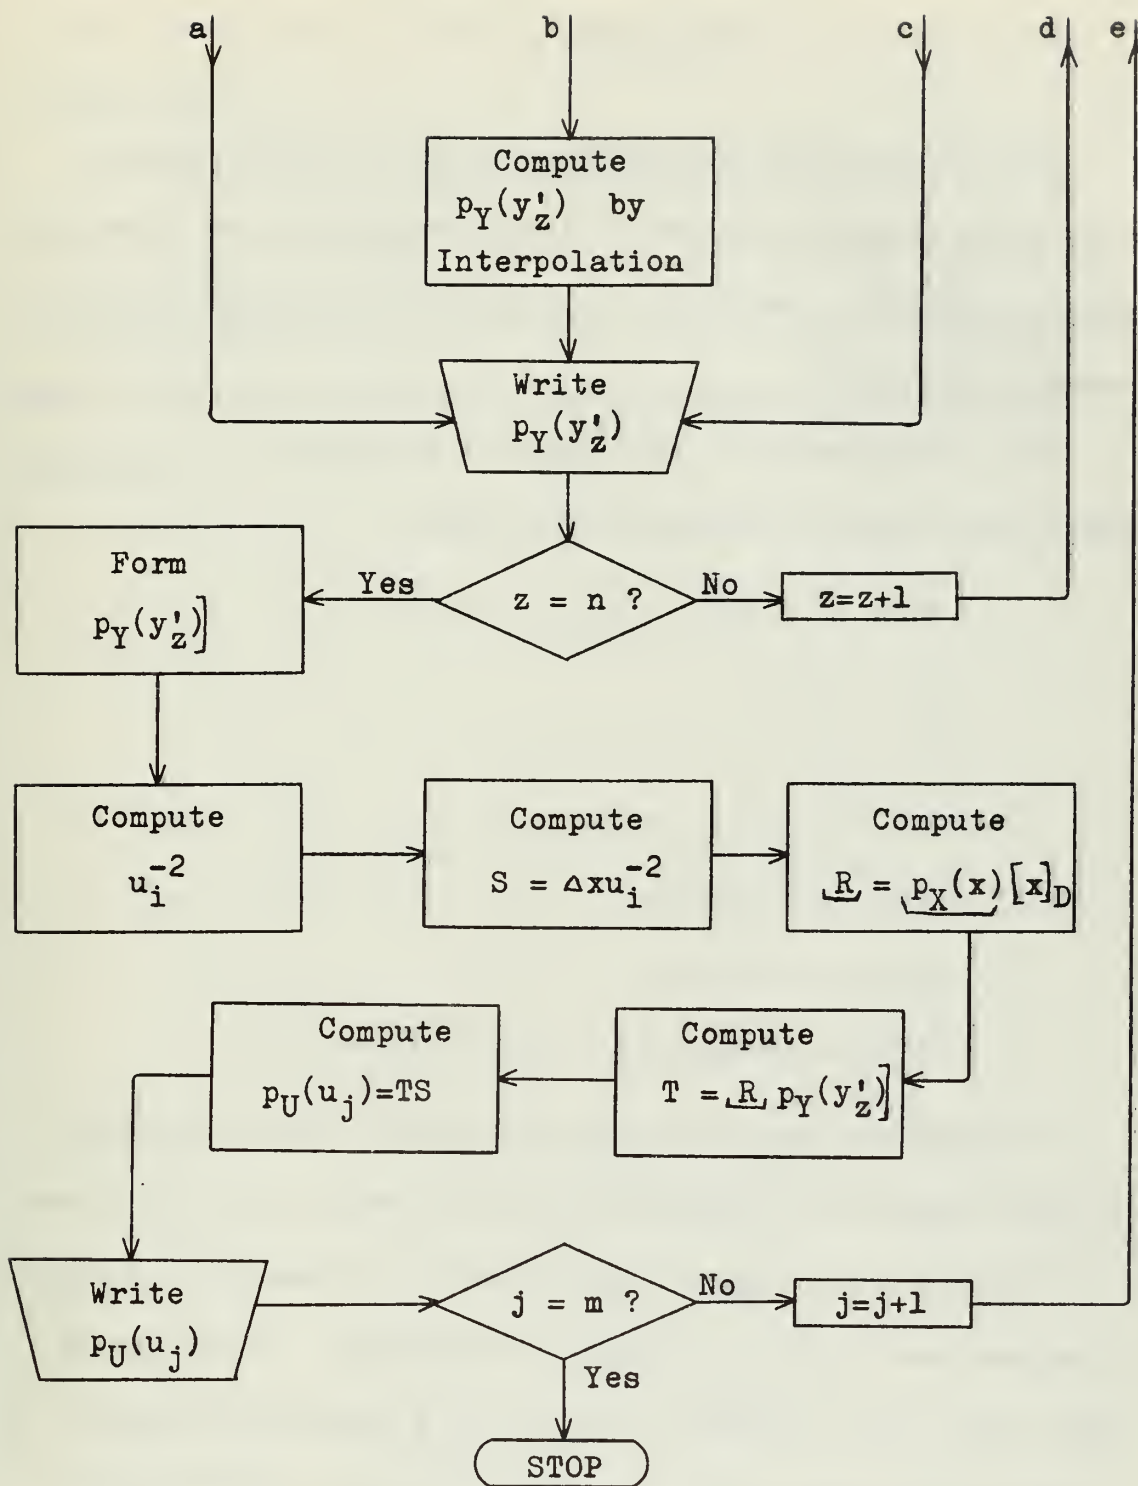 a b c d e
Compute
p_Y(y'_z) by
Interpolation
Write
p_Y(y'_z)
Form
p_Y(y'_z)]
Yes
z = n ?
No
z=z+1
Compute
u_i^-2
Compute
S = Δxu_i^-2
Compute
⌊R⌋ = ⌊p_X(x)⌋[x]_D
Compute
T = ⌊R⌋ p_Y(y'_z)]
Compute
p_U(u_j)=TS
Write
p_U(u_j)
j = m ?
No
j=j+1
Yes
STOP